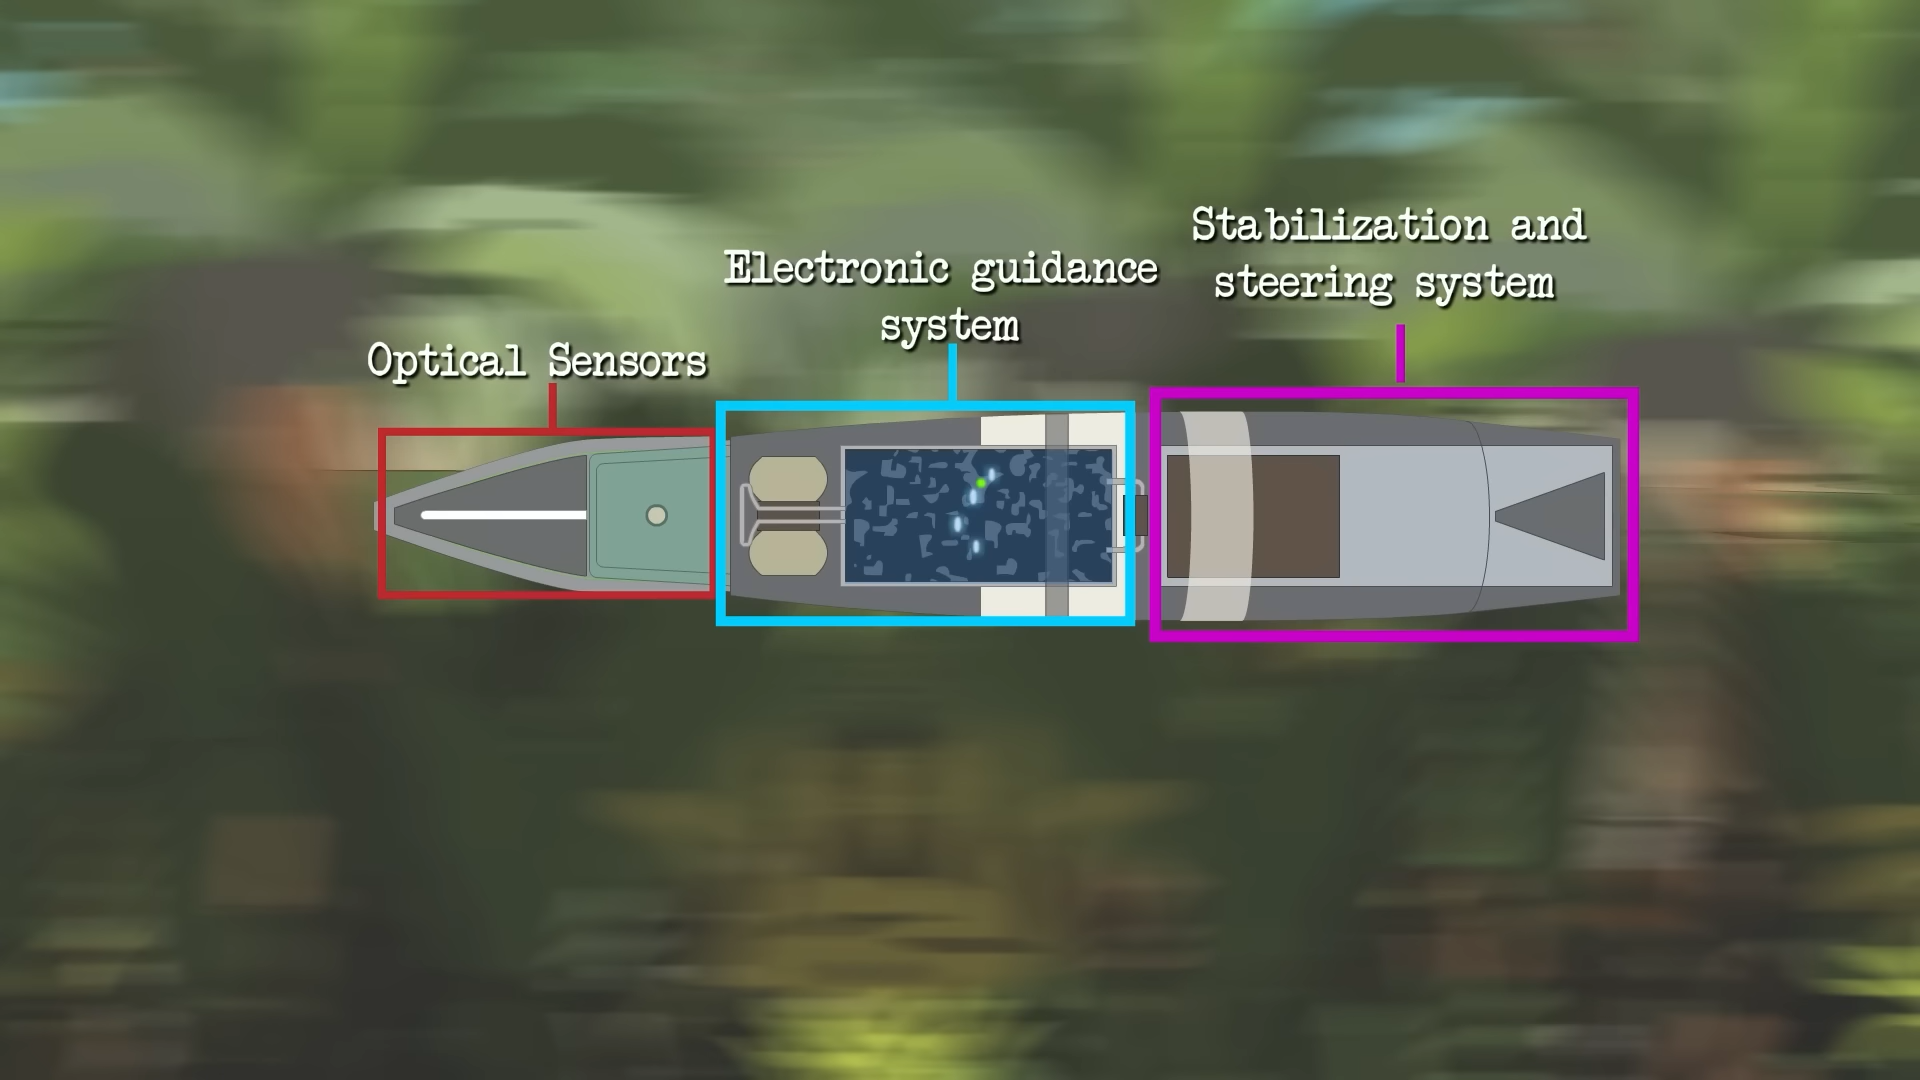 Optical Sensors
Electronic guidance
system
Stabilization and
steering system